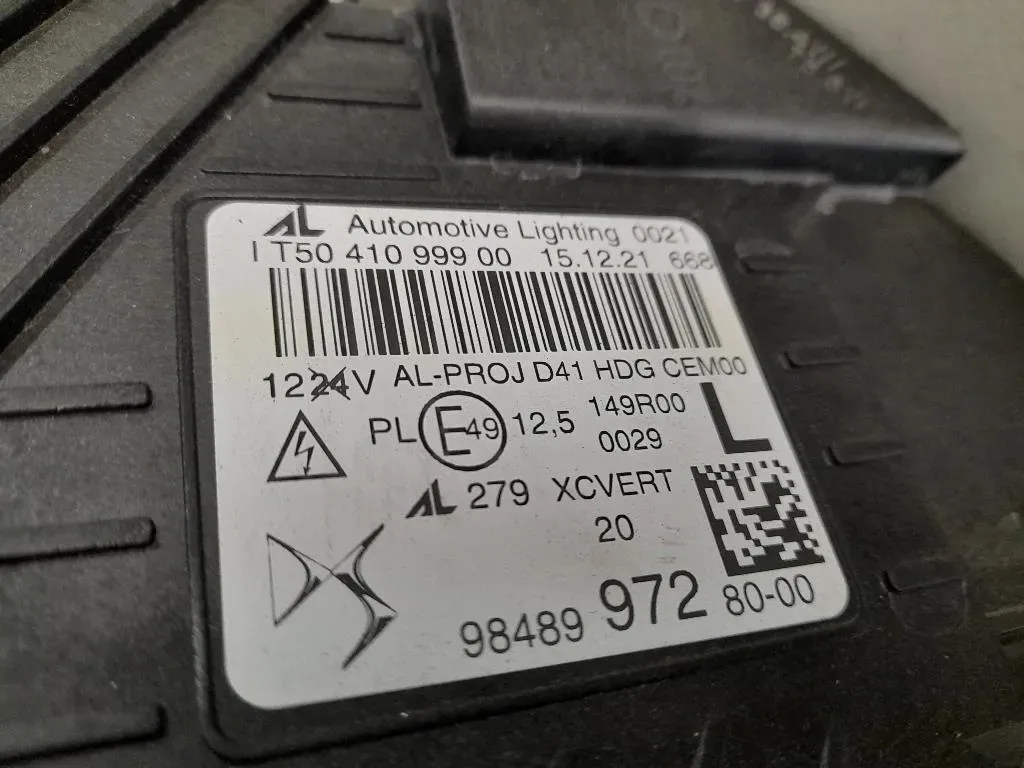 AL Automotive Lighting 0021
I T50 410 999 00 15.12.21 668
1224V AL-PROJ D41 HDG CEM00
PL E49 12,5 149R00 L
0029
AL 279 XCVERT
20
98489 972 80-00